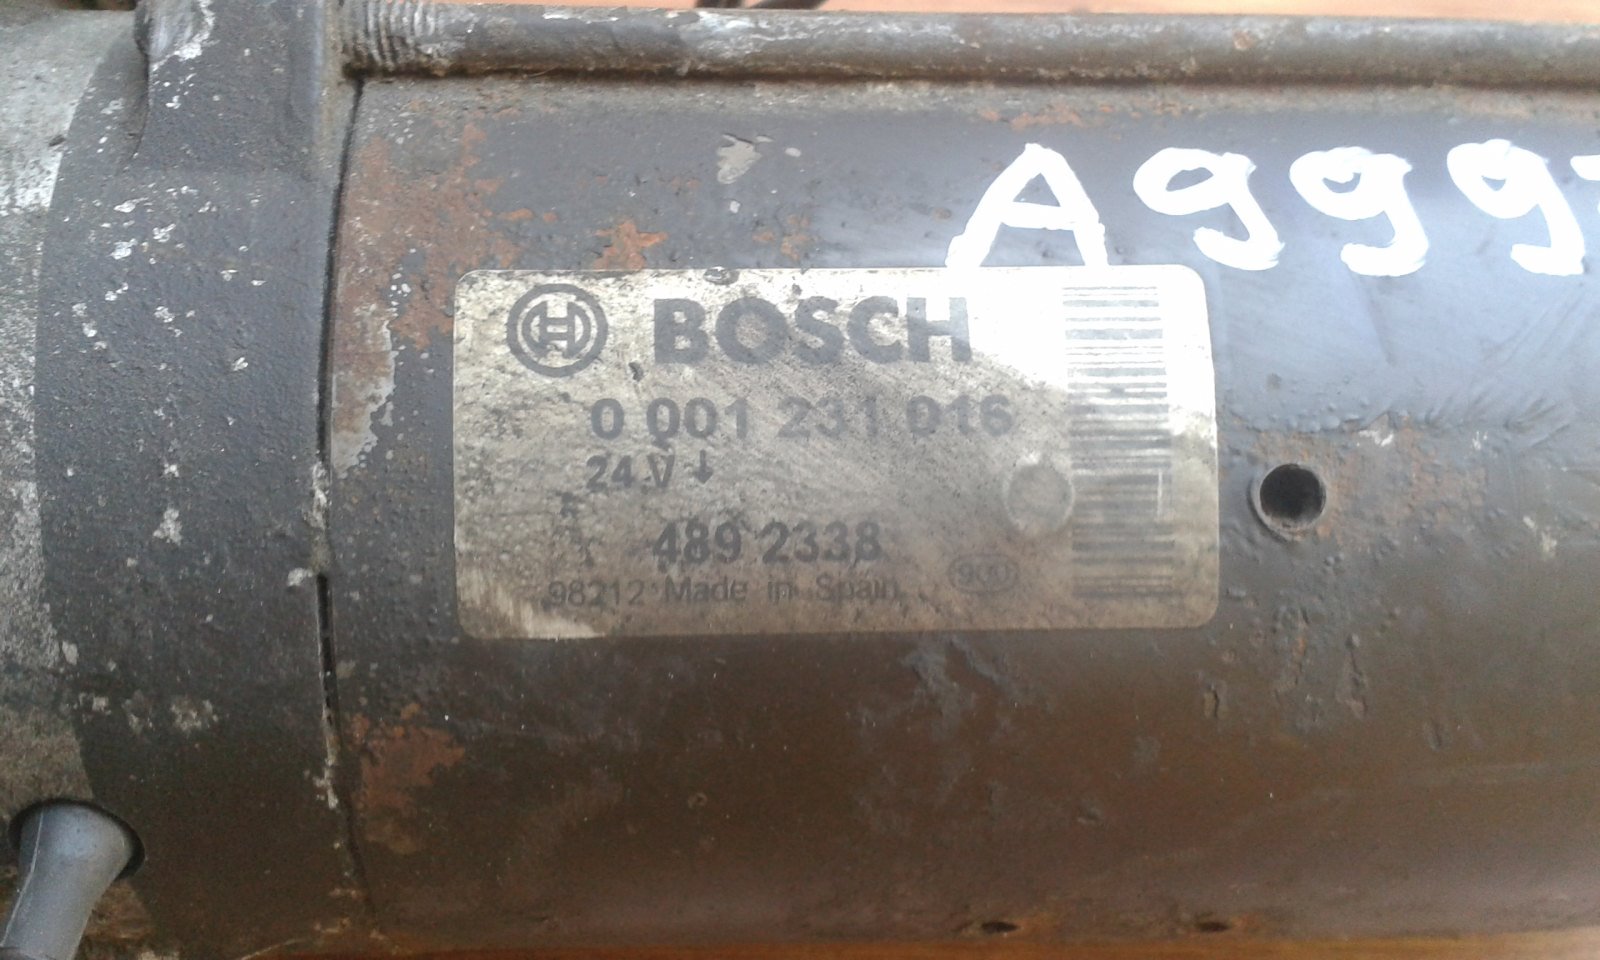 A999
BOSCH
0 001 231 016
24 V ↓
489 2338
98212 Made in Spain